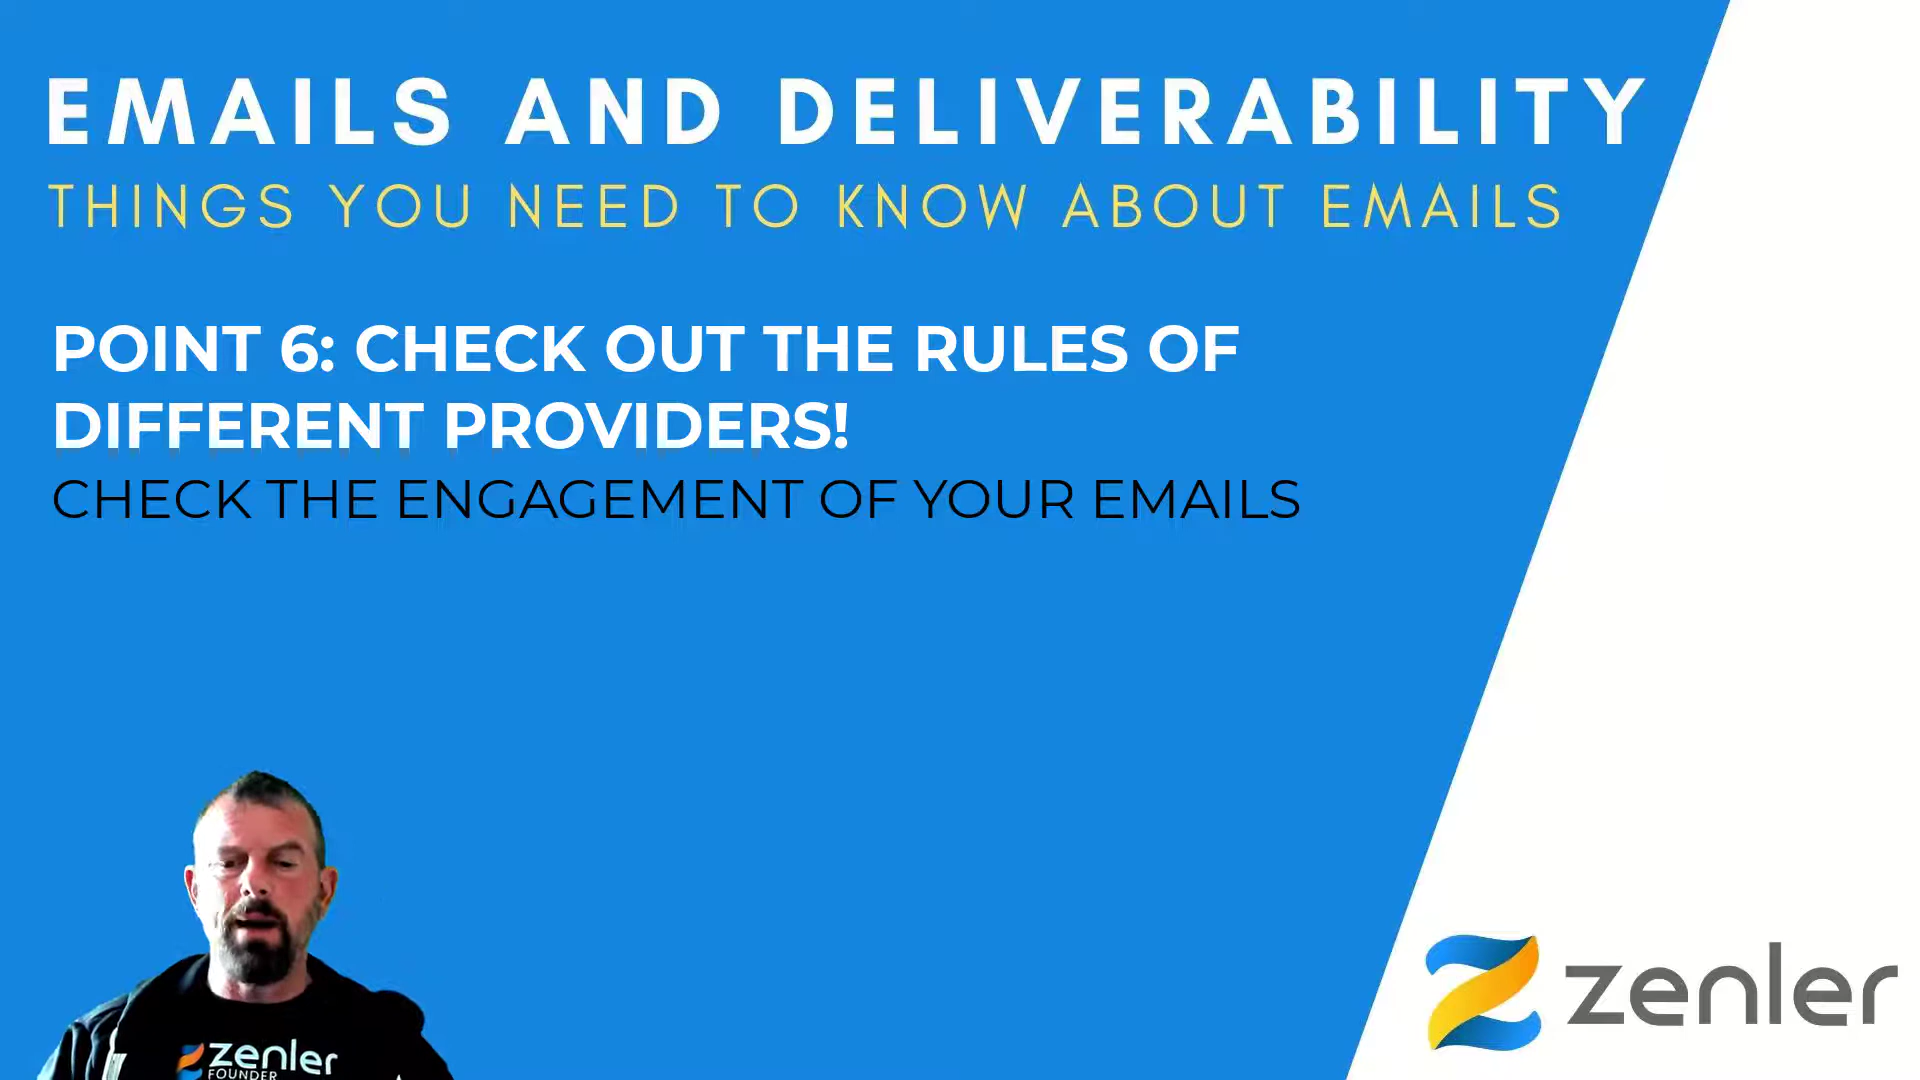 EMAILS AND DELIVERABILITY
THINGS YOU NEED TO KNOW ABOUT EMAILS
POINT 6: CHECK OUT THE RULES OF
DIFFERENT PROVIDERS!
CHECK THE ENGAGEMENT OF YOUR EMAILS
zenler
zenler
FOUNDER